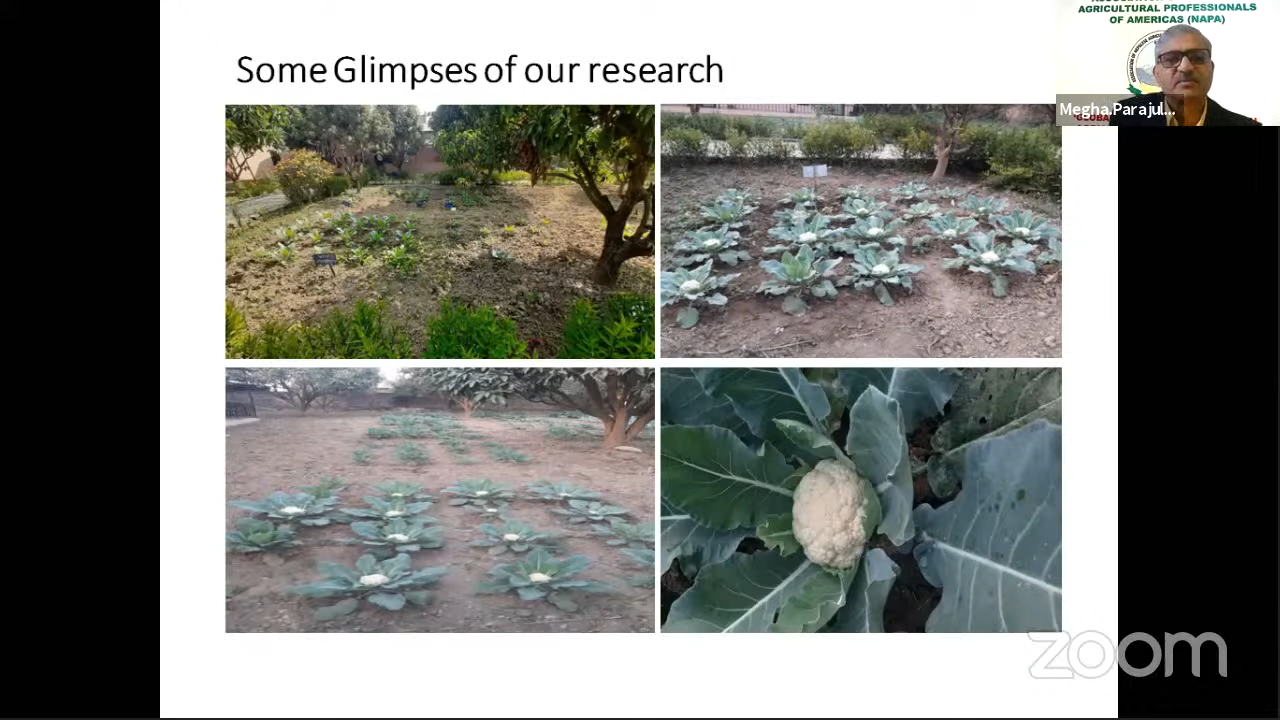 Some Glimpses of our research
AGRICULTURAL PROFESSIONALS
OF AMERICAS (NAPA)
Megha.Parajul...
zoom